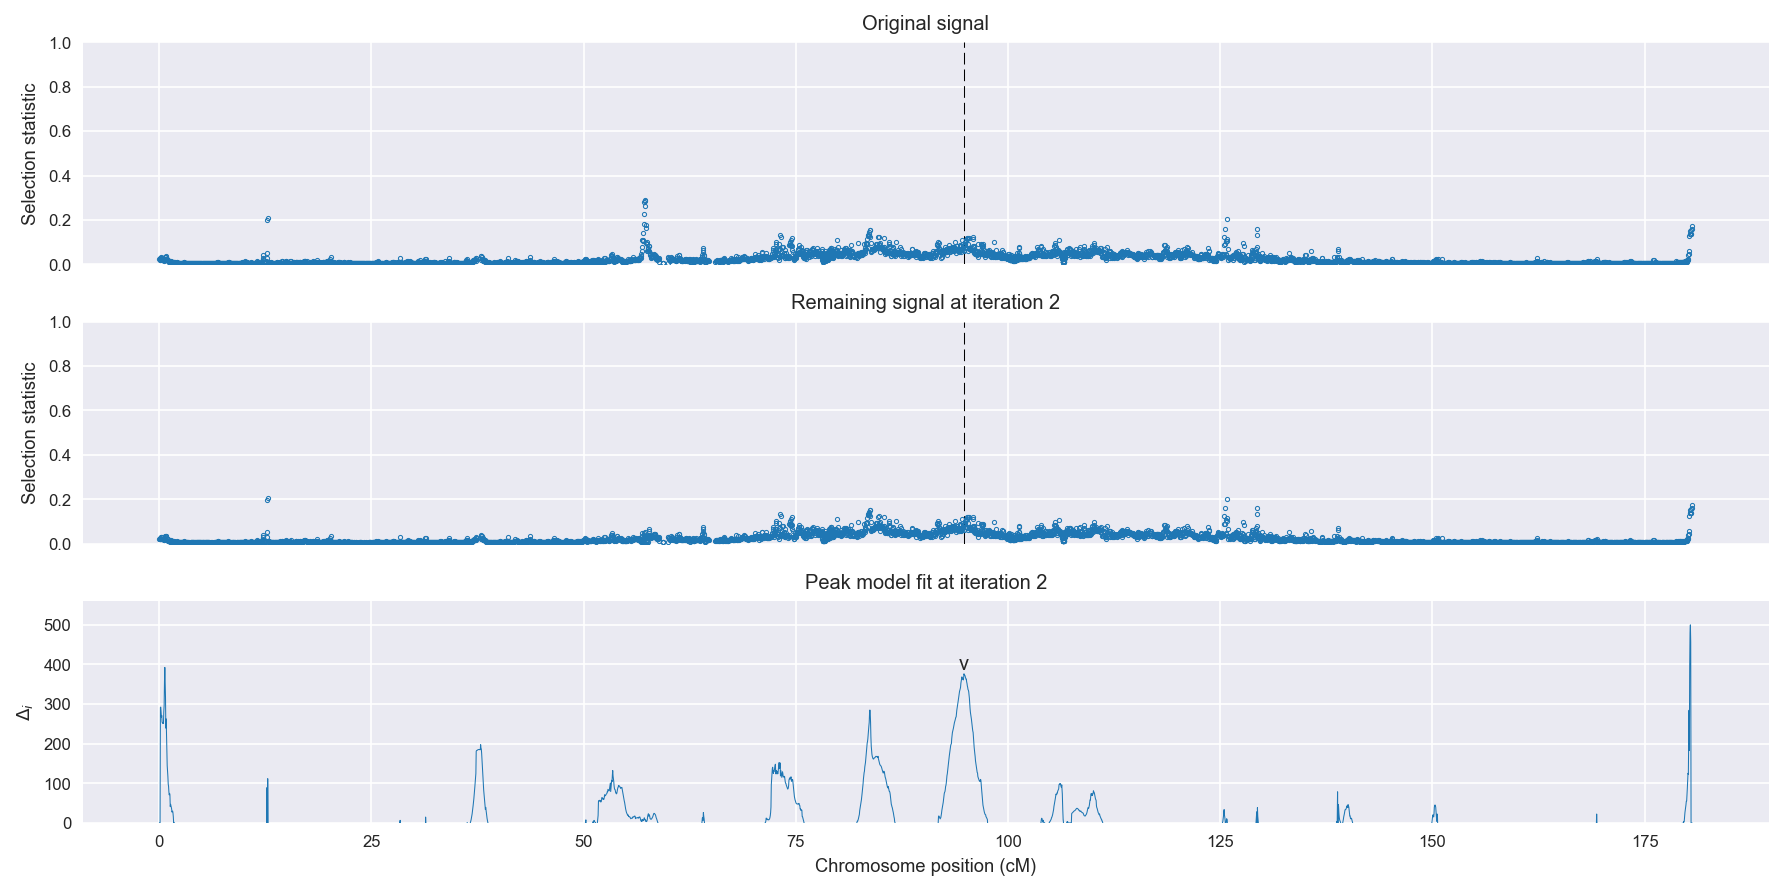 Original signal
Selection statistic
1.0
0.8
0.6
0.4
0.2
0.0
Remaining signal at iteration 2
Selection statistic
1.0
0.8
0.6
0.4
0.2
0.0
Peak model fit at iteration 2
Δi
500
400
300
200
100
0
v
0 25 50 75 100 125 150 175
Chromosome position (cM)